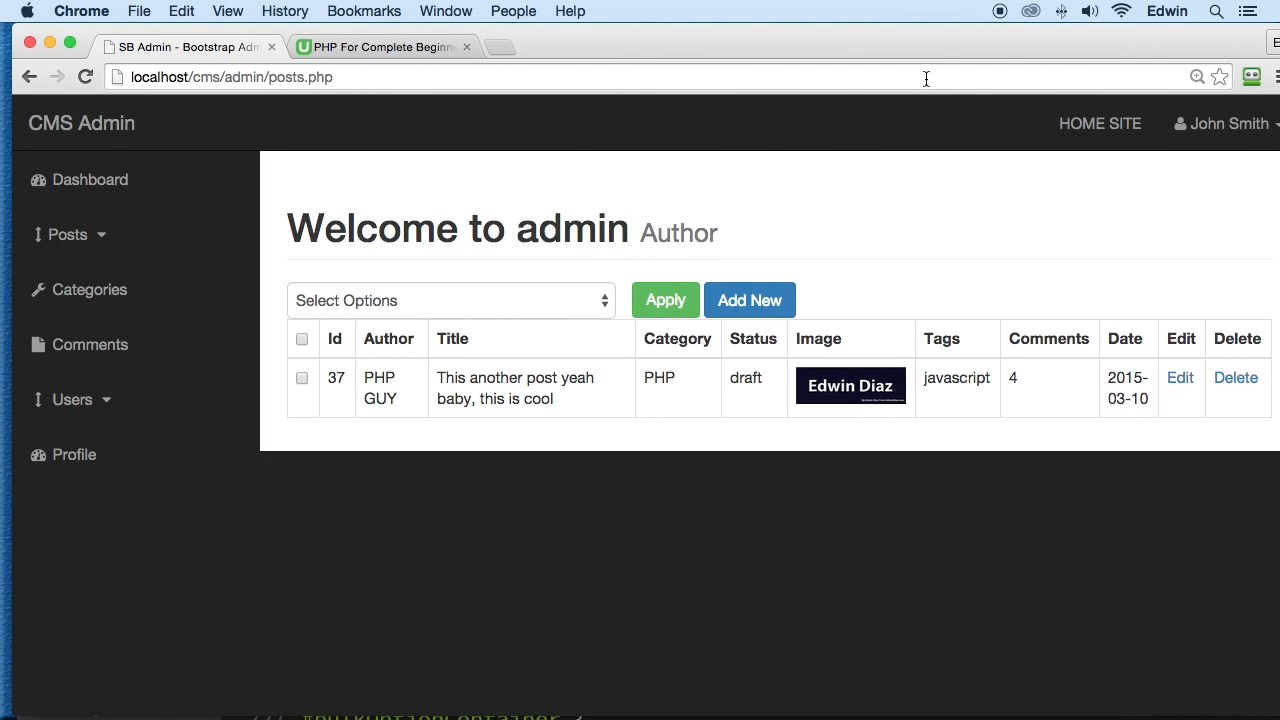 Chrome File Edit View History Bookmarks Window People Help Edwin
SB Admin - Bootstrap Adm PHP For Complete Beginne
localhost/cms/admin/posts.php
CMS Admin HOME SITE John Smith
Dashboard
Posts
Categories
Comments
Users
Profile
Welcome to admin Author
Select Options Apply Add New
Id Author Title Category Status Image Tags Comments Date Edit Delete
37 PHP This another post yeah PHP draft Edwin Diaz javascript 4 2015- Edit Delete
GUY baby, this is cool 03-10